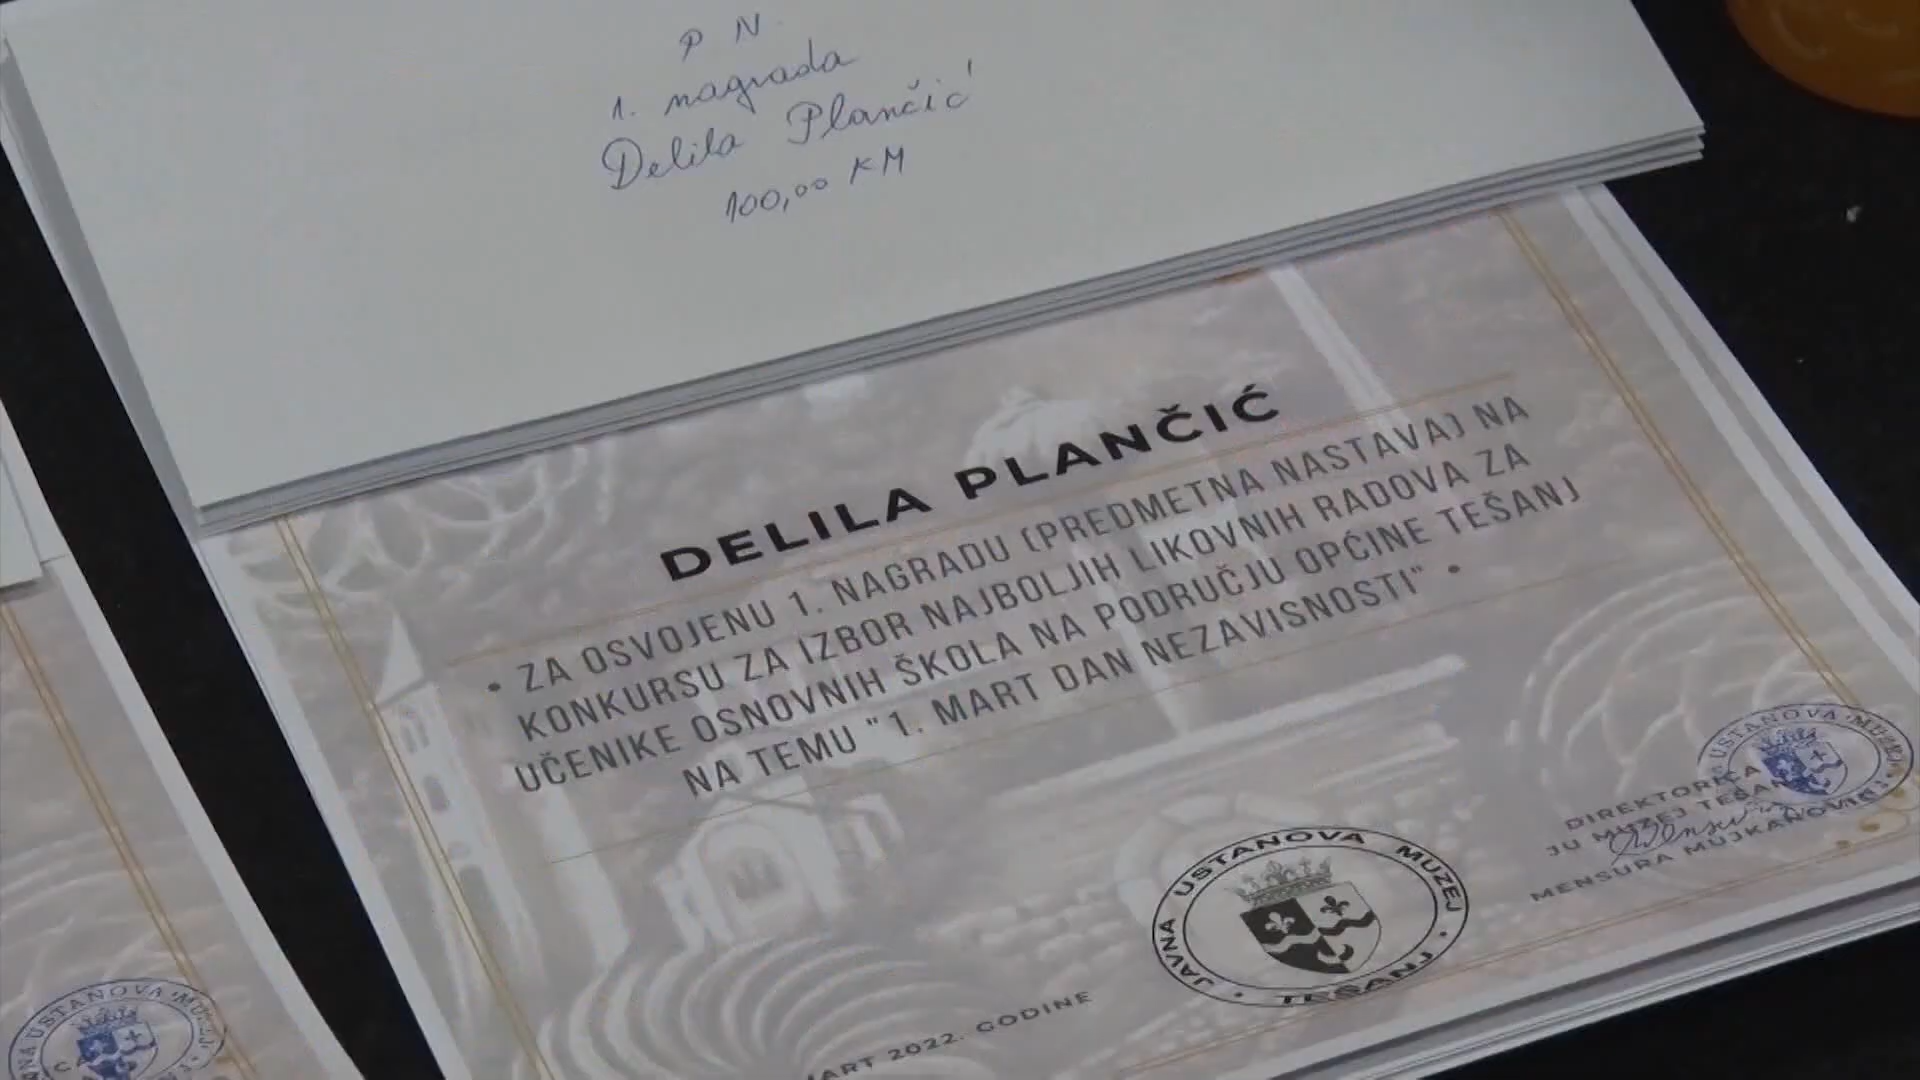 P N
1. nagrada
Delila Plančić
100,00 KM
DELILA PLANČIĆ
• ZA OSVOJENU 1. NAGRADU (PREDMETNA NASTAVA) NA
KONKURSU ZA IZBOR NAJBOLJIH LIKOVNIH RADOVA ZA
UČENIKE OSNOVNIH ŠKOLA NA PODRUČJU OPĆINE TEŠANJ
NA TEMU "1. MART DAN NEZAVISNOSTI" •
USTANOVA • MUZEJ
DIREKTORICA
JU MUZEJ TEŠANJ
MENSURA MUJKANOVIĆ
JAVNA USTANOVA MUZEJ • TEŠANJ •
2022. GODINE
USTANOVA